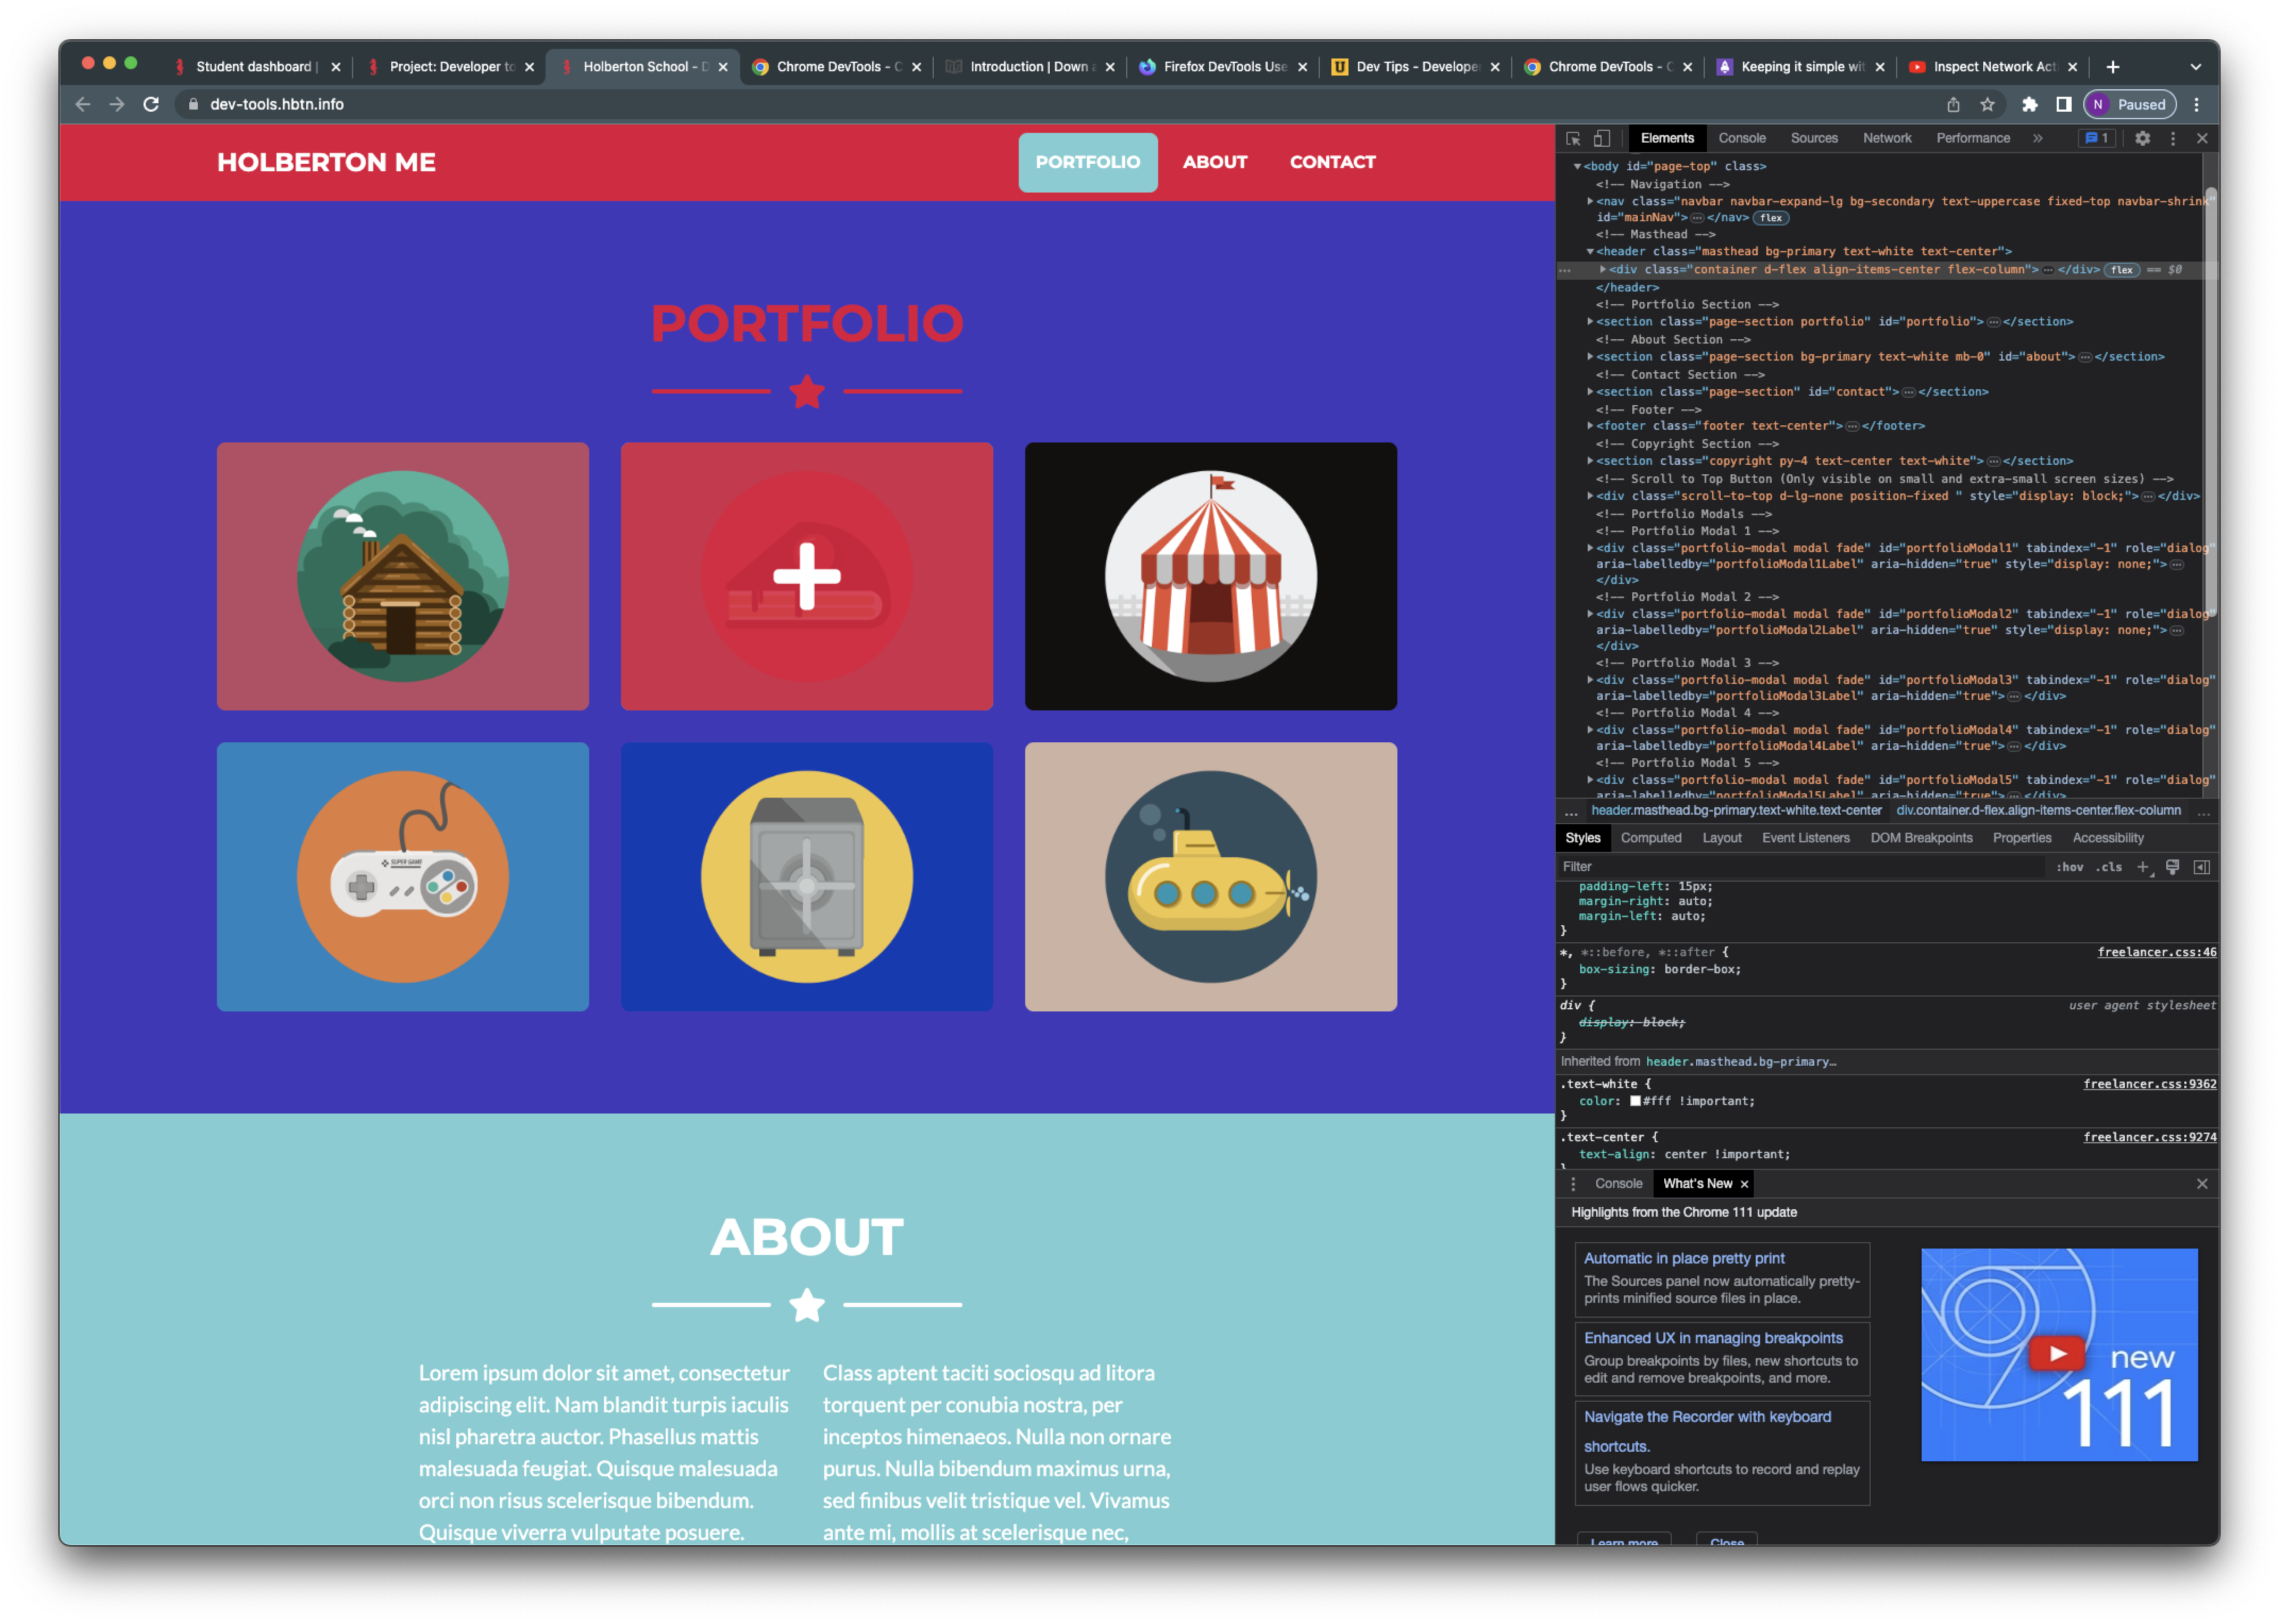 Student dashboard |
Project: Developer to
Holberton School - D
Chrome DevTools - C
Introduction | Down a
Firefox DevTools Use
Dev Tips - Develope
Chrome DevTools - C
Keeping it simple wit
Inspect Network Act
dev-tools.hbtn.info
N Paused
HOLBERTON ME
PORTFOLIO
ABOUT
CONTACT
PORTFOLIO
SUPER GAME
ABOUT
Lorem ipsum dolor sit amet, consectetur
adipiscing elit. Nam blandit turpis iaculis
nisl pharetra auctor. Phasellus mattis
malesuada feugiat. Quisque malesuada
orci non risus scelerisque bibendum.
Quisque viverra vulputate posuere.
Class aptent taciti sociosqu ad litora
torquent per conubia nostra, per
inceptos himenaeos. Nulla non ornare
purus. Nulla bibendum maximus urna,
sed finibus velit tristique vel. Vivamus
ante mi, mollis at scelerisque nec,
Elements Console Sources Network Performance » 1
<body id="page-top" class>
<!-- Navigation -->
<nav class="navbar navbar-expand-lg bg-secondary text-uppercase fixed-top navbar-shrink"
id="mainNav">…</nav> flex
<!-- Masthead -->
<header class="masthead bg-primary text-white text-center">
… <div class="container d-flex align-items-center flex-column">…</div> flex == $0
</header>
<!-- Portfolio Section -->
<section class="page-section portfolio" id="portfolio">…</section>
<!-- About Section -->
<section class="page-section bg-primary text-white mb-0" id="about">…</section>
<!-- Contact Section -->
<section class="page-section" id="contact">…</section>
<!-- Footer -->
<footer class="footer text-center">…</footer>
<!-- Copyright Section -->
<section class="copyright py-4 text-center text-white">…</section>
<!-- Scroll to Top Button (Only visible on small and extra-small screen sizes) -->
<div class="scroll-to-top d-lg-none position-fixed " style="display: block;">…</div>
<!-- Portfolio Modals -->
<!-- Portfolio Modal 1 -->
<div class="portfolio-modal modal fade" id="portfolioModal1" tabindex="-1" role="dialog"
aria-labelledby="portfolioModal1Label" aria-hidden="true" style="display: none;">…
</div>
<!-- Portfolio Modal 2 -->
<div class="portfolio-modal modal fade" id="portfolioModal2" tabindex="-1" role="dialog"
aria-labelledby="portfolioModal2Label" aria-hidden="true" style="display: none;">…
</div>
<!-- Portfolio Modal 3 -->
<div class="portfolio-modal modal fade" id="portfolioModal3" tabindex="-1" role="dialog"
aria-labelledby="portfolioModal3Label" aria-hidden="true">…</div>
<!-- Portfolio Modal 4 -->
<div class="portfolio-modal modal fade" id="portfolioModal4" tabindex="-1" role="dialog"
aria-labelledby="portfolioModal4Label" aria-hidden="true">…</div>
<!-- Portfolio Modal 5 -->
<div class="portfolio-modal modal fade" id="portfolioModal5" tabindex="-1" role="dialog"
aria-labelledby="portfolioModal5Label" aria-hidden="true">…</div>
… header.masthead.bg-primary.text-white.text-center div.container.d-flex.align-items-center.flex-column …
Styles Computed Layout Event Listeners DOM Breakpoints Properties Accessibility
Filter :hov .cls +
padding-left: 15px;
margin-right: auto;
margin-left: auto;
}
*, *::before, *::after { freelancer.css:46
box-sizing: border-box;
}
div { user agent stylesheet
display: block;
}
Inherited from header.masthead.bg-primary…
.text-white { freelancer.css:9362
color: #fff !important;
}
.text-center { freelancer.css:9274
text-align: center !important;
}
Console What's New
Highlights from the Chrome 111 update
Automatic in place pretty print
The Sources panel now automatically pretty-
prints minified source files in place.
Enhanced UX in managing breakpoints
Group breakpoints by files, new shortcuts to
edit and remove breakpoints, and more.
Navigate the Recorder with keyboard
shortcuts.
Use keyboard shortcuts to record and replay
user flows quicker.
new
111
Learn more Close